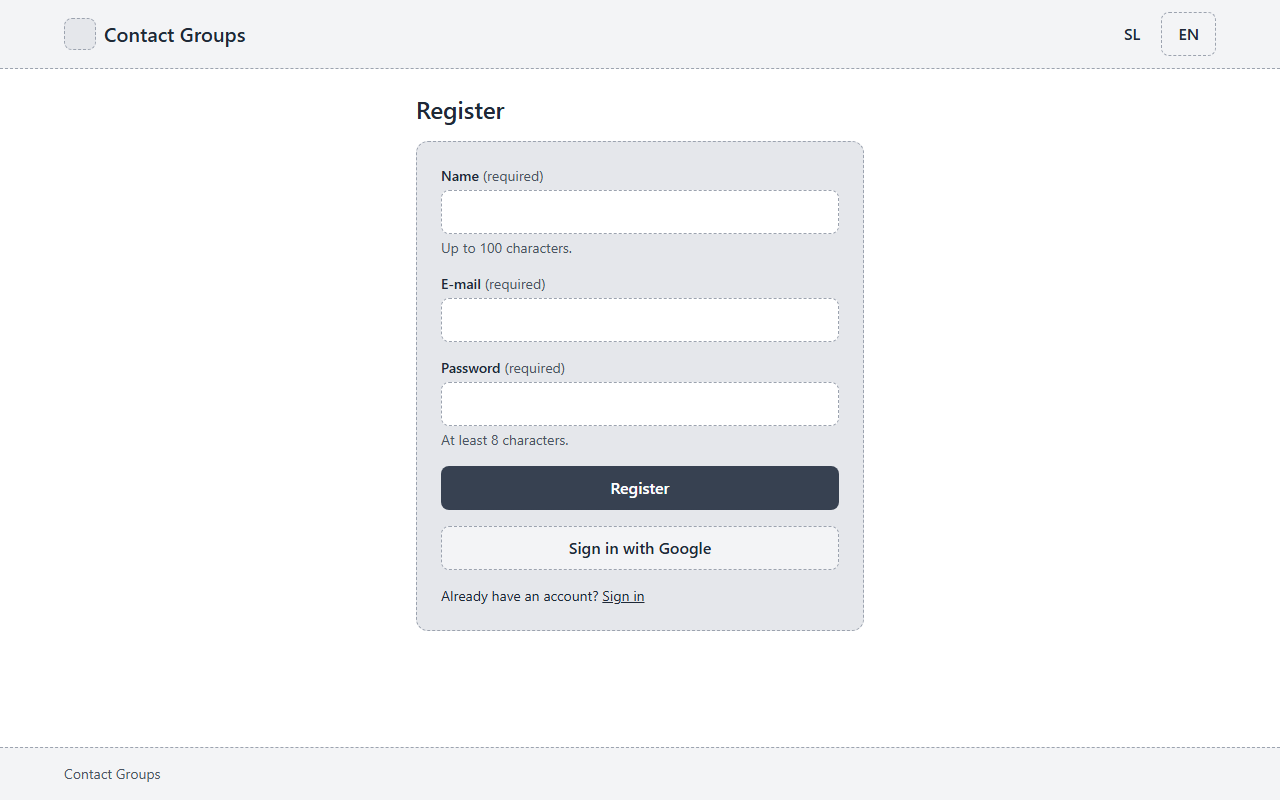 Contact Groups
SL
EN
Register
Name (required)
Up to 100 characters.
E-mail (required)
Password (required)
At least 8 characters.
Register
Sign in with Google
Already have an account? Sign in
Contact Groups